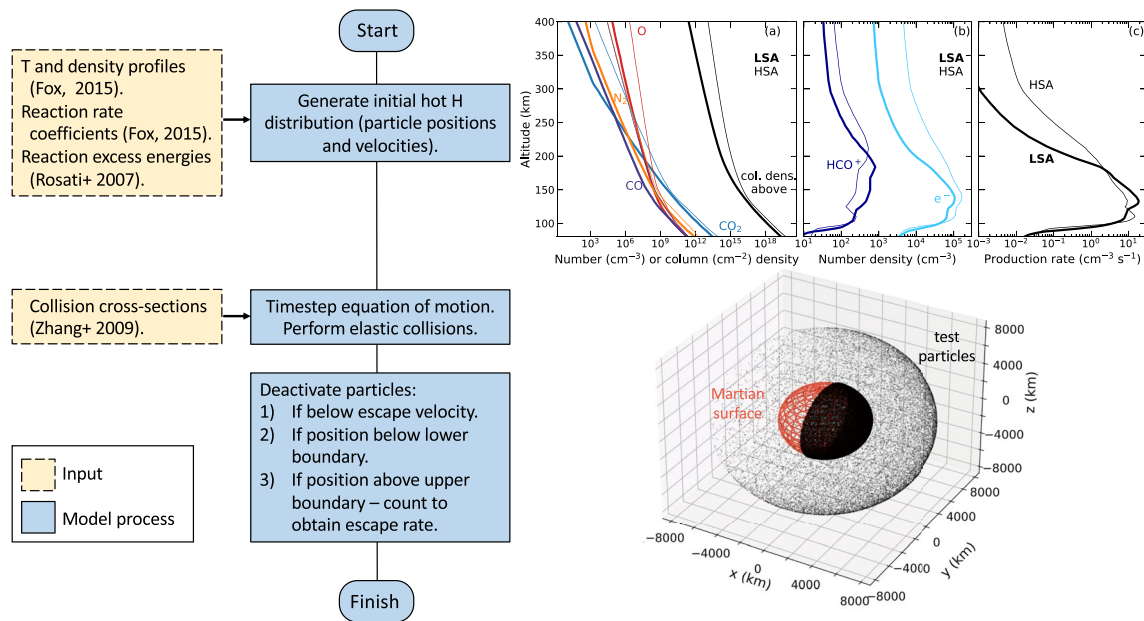 Start
T and density profiles
(Fox, 2015).
Reaction rate
coefficients (Fox, 2015).
Reaction excess energies
(Rosati+ 2007).
Generate initial hot H
distribution (particle positions
and velocities).
Collision cross-sections
(Zhang+ 2009).
Timestep equation of motion.
Perform elastic collisions.
Deactivate particles:
1) If below escape velocity.
2) If position below lower
boundary.
3) If position above upper
boundary – count to
obtain escape rate.
Input
Model process
Finish
(a)
O
LSA
HSA
N₂
CO
CO₂
col. dens.
above
Altitude (km)
400
350
300
250
200
150
100
10³ 10⁶ 10⁹ 10¹² 10¹⁵ 10¹⁸
Number (cm⁻³) or column (cm⁻²) density
(b)
LSA
HSA
HCO⁺
e⁻
10¹ 10² 10³ 10⁴ 10⁵
Number density (cm⁻³)
(c)
HSA
LSA
10⁻³ 10⁻² 10⁻¹ 10⁰ 10¹
Production rate (cm⁻³ s⁻¹)
test
particles
Martian
surface
8000
4000
0
−4000
−8000
z (km)
8000
4000
0
−4000
−8000
y (km)
−8000
−4000
0
4000
8000
x (km)